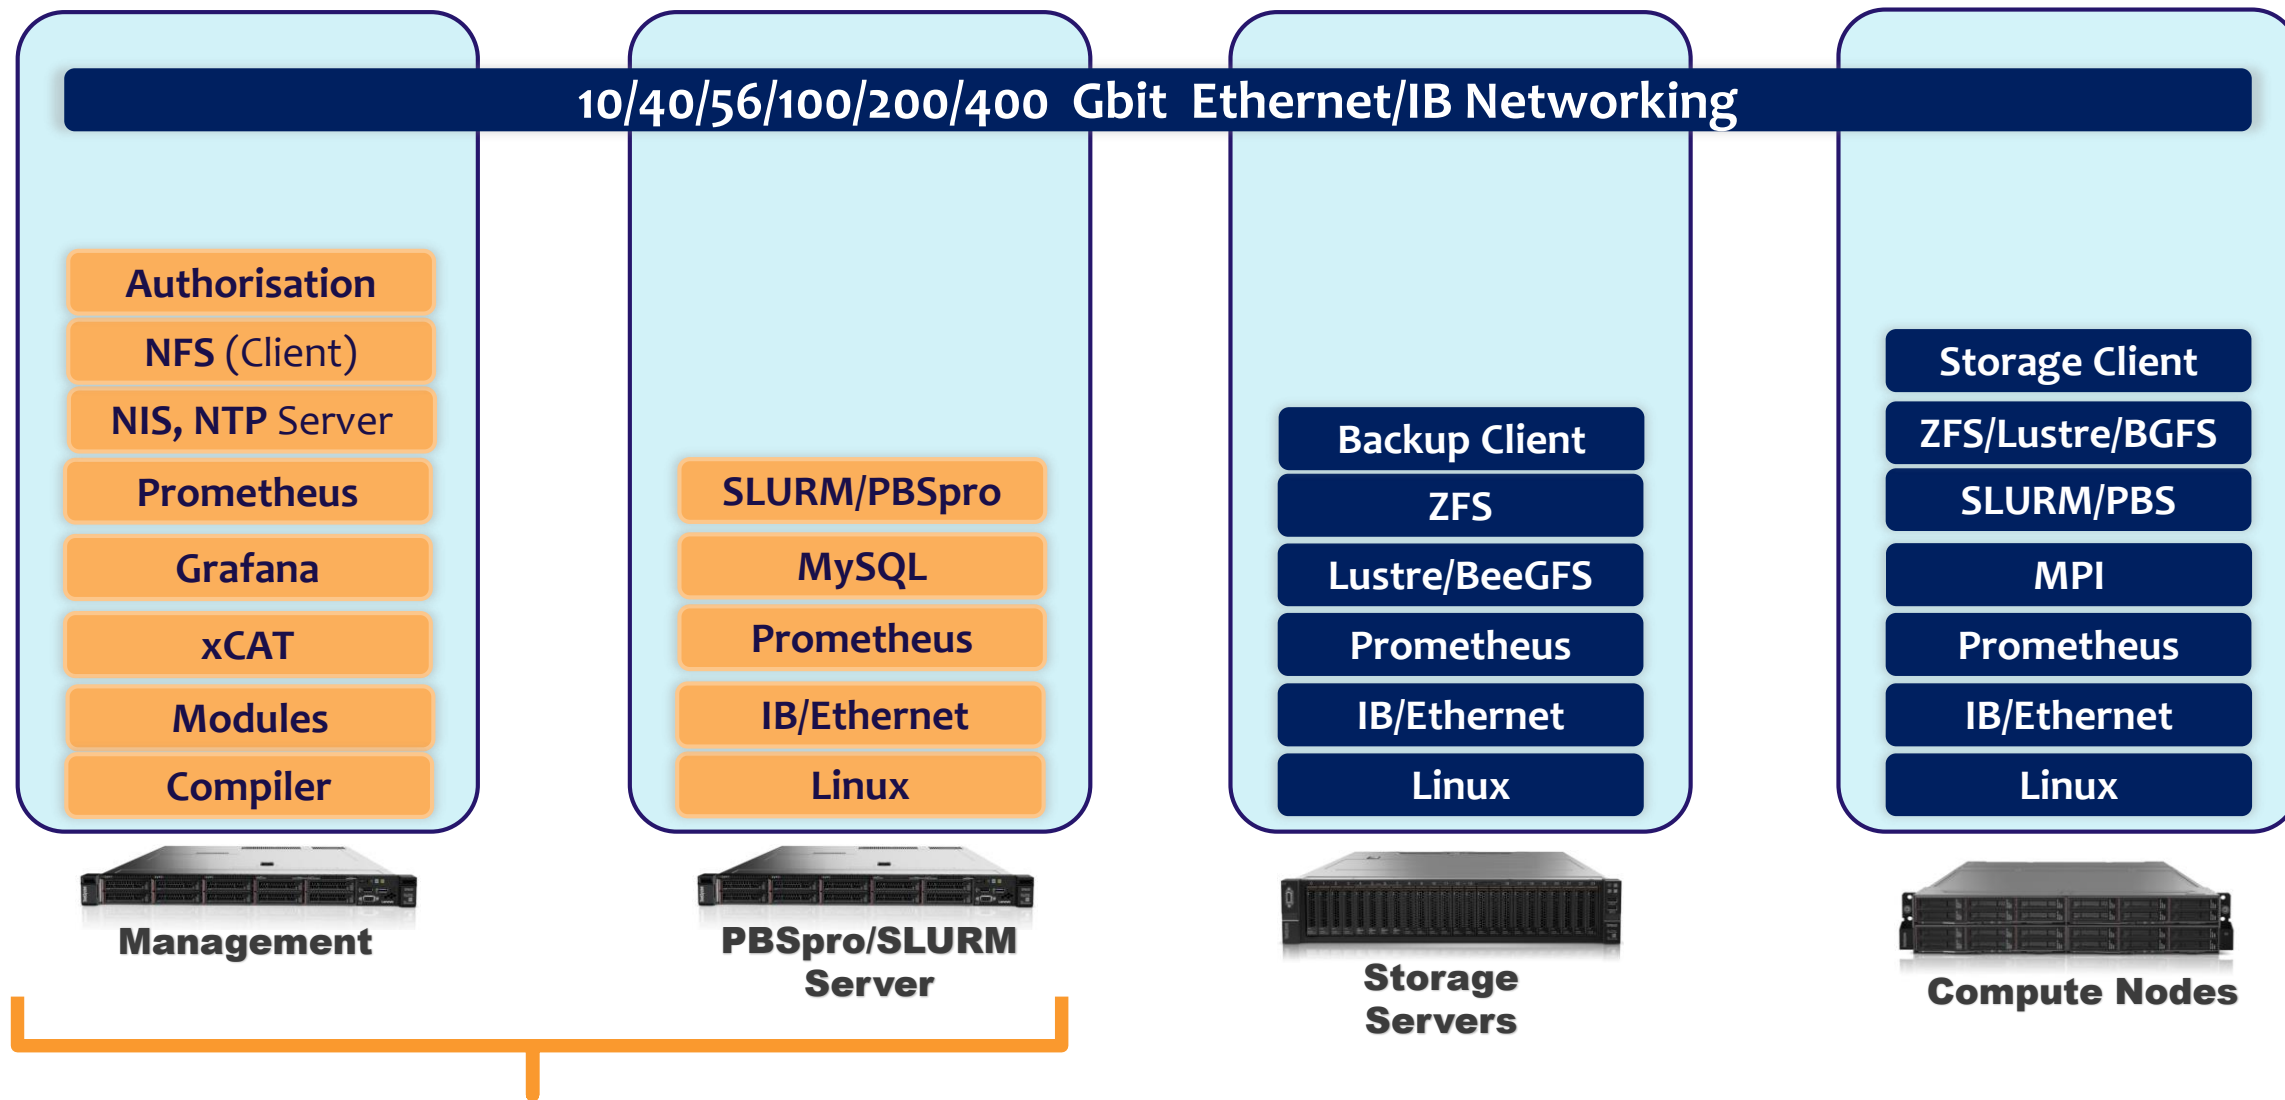 10/40/56/100/200/400 Gbit Ethernet/IB Networking
Authorisation
NFS (Client)
NIS, NTP Server
Prometheus
Grafana
xCAT
Modules
Compiler
Management
SLURM/PBSpro
MySQL
Prometheus
IB/Ethernet
Linux
PBSpro/SLURM
Server
Backup Client
ZFS
Lustre/BeeGFS
Prometheus
IB/Ethernet
Linux
Storage
Servers
Storage Client
ZFS/Lustre/BGFS
SLURM/PBS
MPI
Prometheus
IB/Ethernet
Linux
Compute Nodes